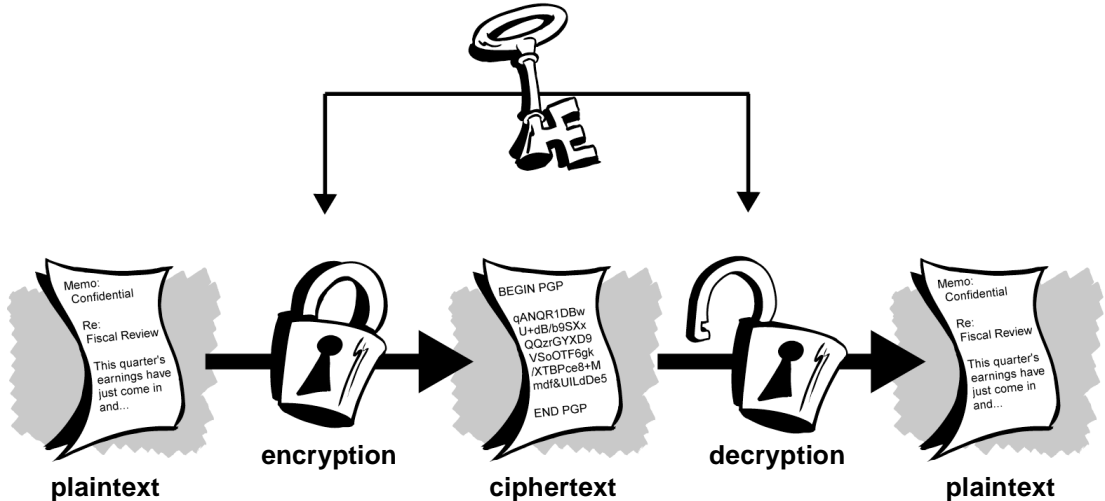 Memo:
Confidential
Re:
Fiscal Review
This quarter's
earnings have
just come in
and...
BEGIN PGP
qANQR1DBw
U+dB/b9SXx
QQzrGYXD9
VSoOTF6gk
/XTBPce8+M
mdf&UILdDe5
END PGP
Memo:
Confidential
Re:
Fiscal Review
This quarter's
earnings have
just come in
and...
encryption
decryption
plaintext
ciphertext
plaintext